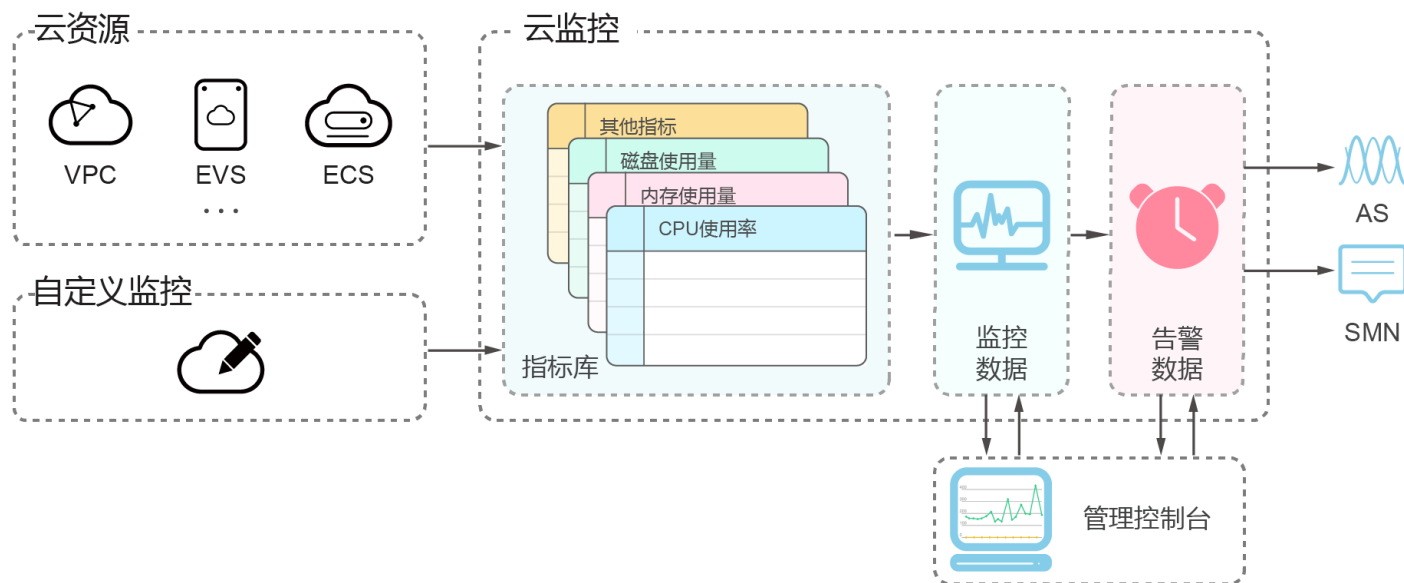 云资源
VPC
EVS
ECS
...
自定义监控
云监控
其他指标
磁盘使用量
内存使用量
CPU使用率
指标库
监控
数据
告警
数据
AS
SMN
管理控制台